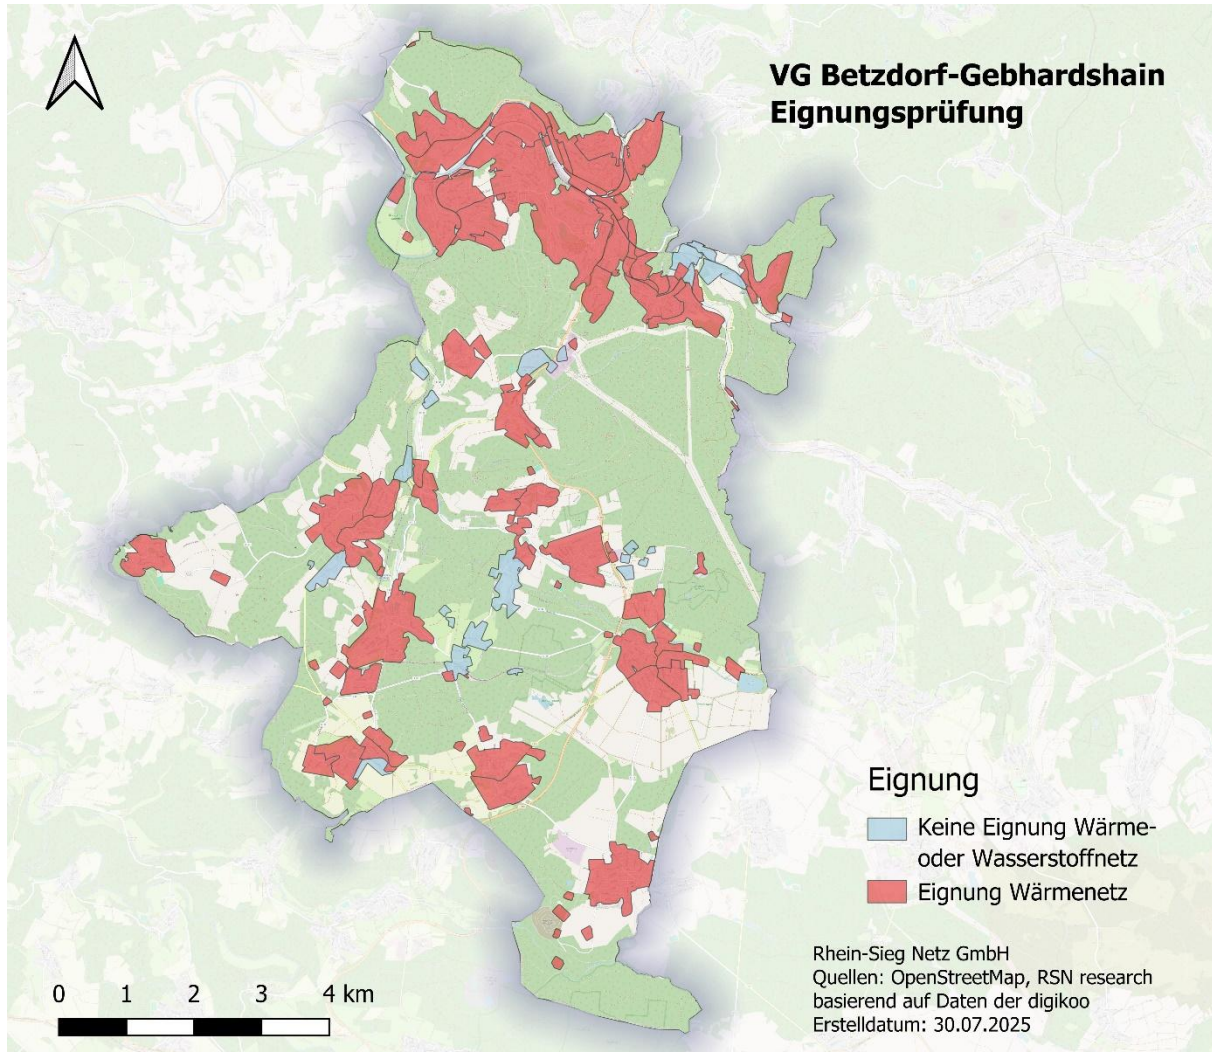 VG Betzdorf-Gebhardshain
Eignungsprüfung
Eignung
Keine Eignung Wärme-
oder Wasserstoffnetz
Eignung Wärmenetz
Rhein-Sieg Netz GmbH
Quellen: OpenStreetMap, RSN research
basierend auf Daten der digikoo
Erstelldatum: 30.07.2025
0 1 2 3 4 km